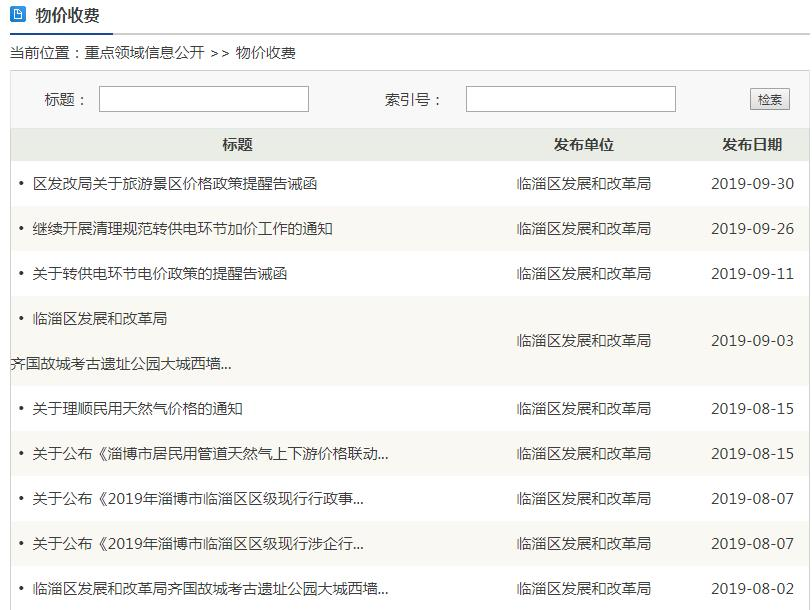 物价收费
当前位置：重点领域信息公开 >> 物价收费
标题： 索引号： 检索
标题 发布单位 发布日期
• 区发改局关于旅游景区价格政策提醒告诫函 临淄区发展和改革局 2019-09-30
• 继续开展清理规范转供电环节加价工作的通知 临淄区发展和改革局 2019-09-26
• 关于转供电环节电价政策的提醒告诫函 临淄区发展和改革局 2019-09-11
• 临淄区发展和改革局
齐国故城考古遗址公园大城西墙... 临淄区发展和改革局 2019-09-03
• 关于理顺民用天然气价格的通知 临淄区发展和改革局 2019-08-15
• 关于公布《淄博市居民用管道天然气上下游价格联动... 临淄区发展和改革局 2019-08-15
• 关于公布《2019年淄博市临淄区区级现行行政事... 临淄区发展和改革局 2019-08-07
• 关于公布《2019年淄博市临淄区区级现行涉企行... 临淄区发展和改革局 2019-08-07
• 临淄区发展和改革局齐国故城考古遗址公园大城西墙... 临淄区发展和改革局 2019-08-02